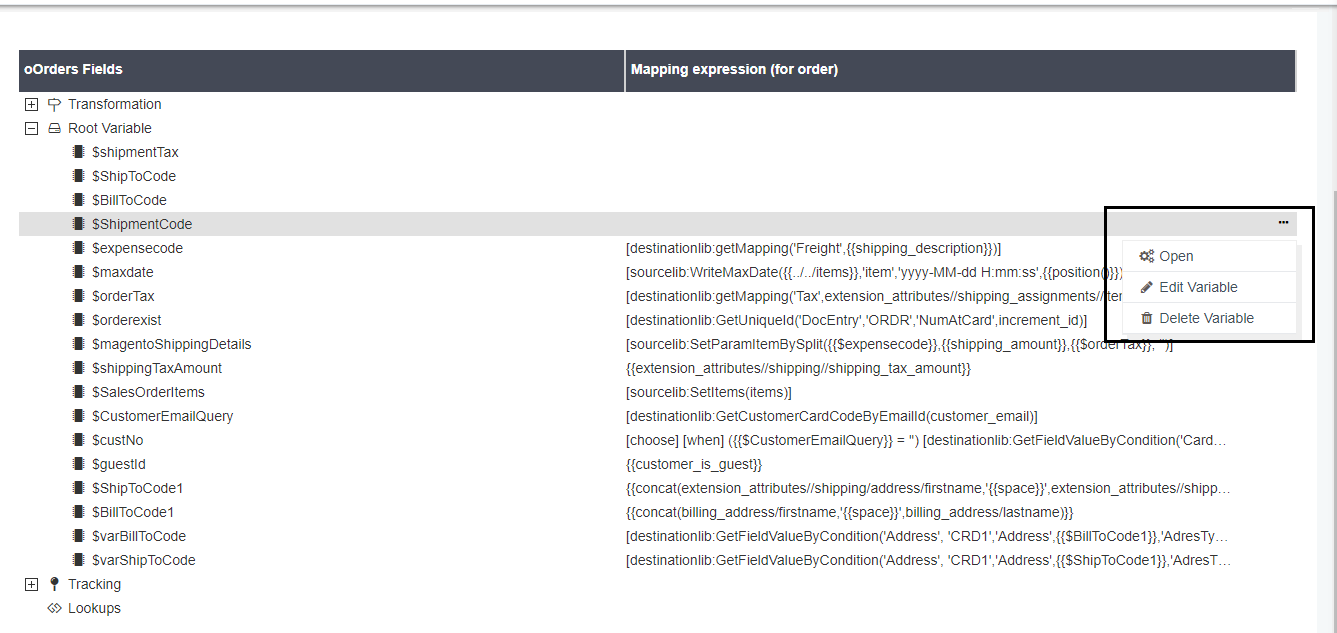 oOrders Fields Mapping expression (for order)
Transformation
Root Variable
$shipmentTax
$ShipToCode
$BillToCode
$ShipmentCode ...
$expensecode [destinationlib:getMapping('Freight',{{shipping_description}})]
Open
$maxdate [sourcelib:WriteMaxDate({{../../items}},'item','yyyy-MM-dd H:mm:ss',{{position()}})
Edit Variable
$orderTax [destinationlib:getMapping('Tax',extension_attributes//shipping_assignments//
$orderexist [destinationlib:GetUniqueId('DocEntry','ORDR','NumAtCard',increment_id)]
Delete Variable
$magentoShippingDetails [sourcelib:SetParamItemBySplit({{$expensecode}},{{shipping_amount}},{{$orderTax}}, '')]
$shippingTaxAmount {{extension_attributes//shipping//shipping_tax_amount}}
$SalesOrderItems [sourcelib:SetItems(items)]
$CustomerEmailQuery [destinationlib:GetCustomerCardCodeByEmailId(customer_email)]
$custNo [choose] [when] ({{$CustomerEmailQuery}} = '') [destinationlib:GetFieldValueByCondition('Card...
$guestId {{customer_is_guest}}
$ShipToCode1 {{concat(extension_attributes//shipping/address/firstname,'{{space}}',extension_attributes//shipp...
$BillToCode1 {{concat(billing_address/firstname,'{{space}}',billing_address/lastname)}}
$varBillToCode [destinationlib:GetFieldValueByCondition('Address', 'CRD1','Address',{{$BillToCode1}},'AdresTy...
$varShipToCode [destinationlib:GetFieldValueByCondition('Address', 'CRD1','Address',{{$ShipToCode1}},'AdresT...
Tracking
Lookups